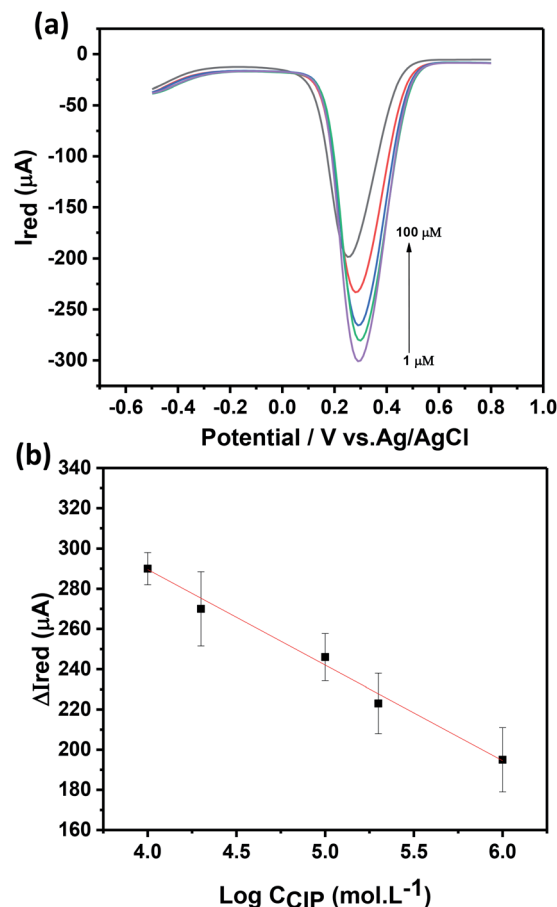 (a)
0
-50
-100
-150
-200
-250
-300
Ired (μA)
100 μM
1 μM
-0.6 -0.4 -0.2 0.0 0.2 0.4 0.6 0.8 1.0
Potential / V vs.Ag/AgCl
(b)
340
320
300
280
260
240
220
200
180
160
ΔIred (μA)
4.0 4.5 5.0 5.5 6.0
Log CCIP (mol.L-1)